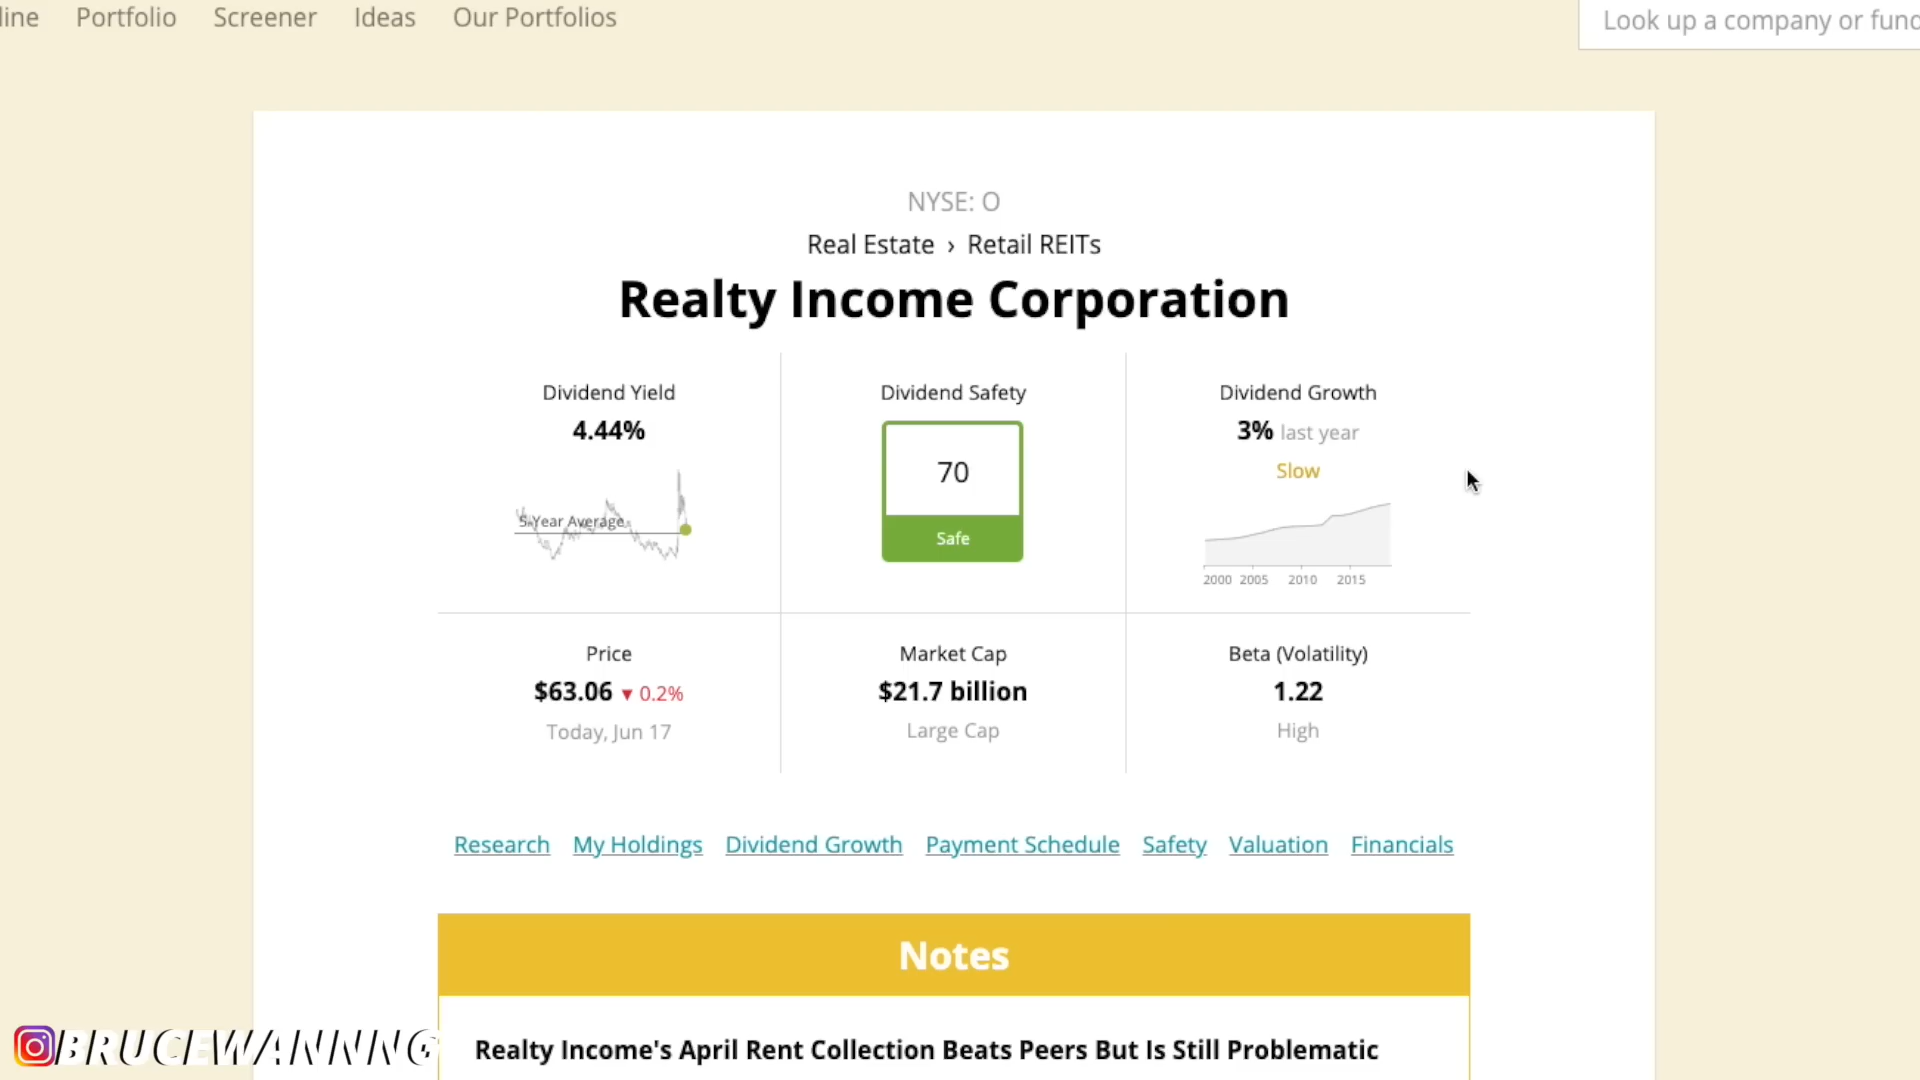 line Portfolio Screener Ideas Our Portfolios
Look up a company or fund
NYSE: O
Real Estate › Retail REITs
Realty Income Corporation
Dividend Yield
4.44%
5-Year Average
Dividend Safety
70
Safe
Dividend Growth
3% last year
Slow
2000 2005 2010 2015
Price
$63.06 ▼ 0.2%
Today, Jun 17
Market Cap
$21.7 billion
Large Cap
Beta (Volatility)
1.22
High
Research My Holdings Dividend Growth Payment Schedule Safety Valuation Financials
Notes
Realty Income's April Rent Collection Beats Peers But Is Still Problematic
@BRUCEWANNNG